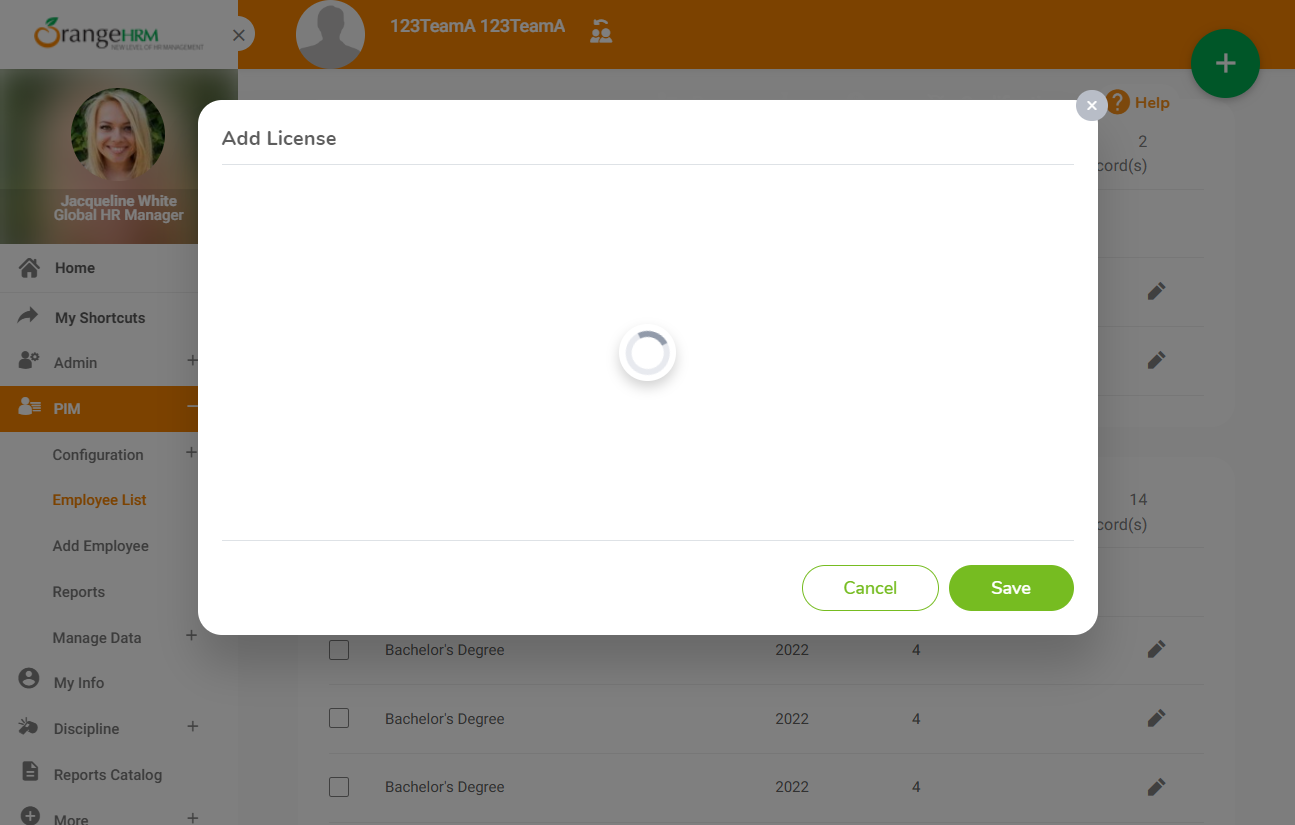 OrangeHRM
NEW LEVEL OF HR MANAGEMENT
123TeamA 123TeamA
Help
Jacqueline White
Global HR Manager
Home
My Shortcuts
Admin
PIM
Configuration
Employee List
Add Employee
Reports
Manage Data
My Info
Discipline
Reports Catalog
More
Add License
Cancel
Save
2
cord(s)
14
cord(s)
Bachelor's Degree 2022 4
Bachelor's Degree 2022 4
Bachelor's Degree 2022 4